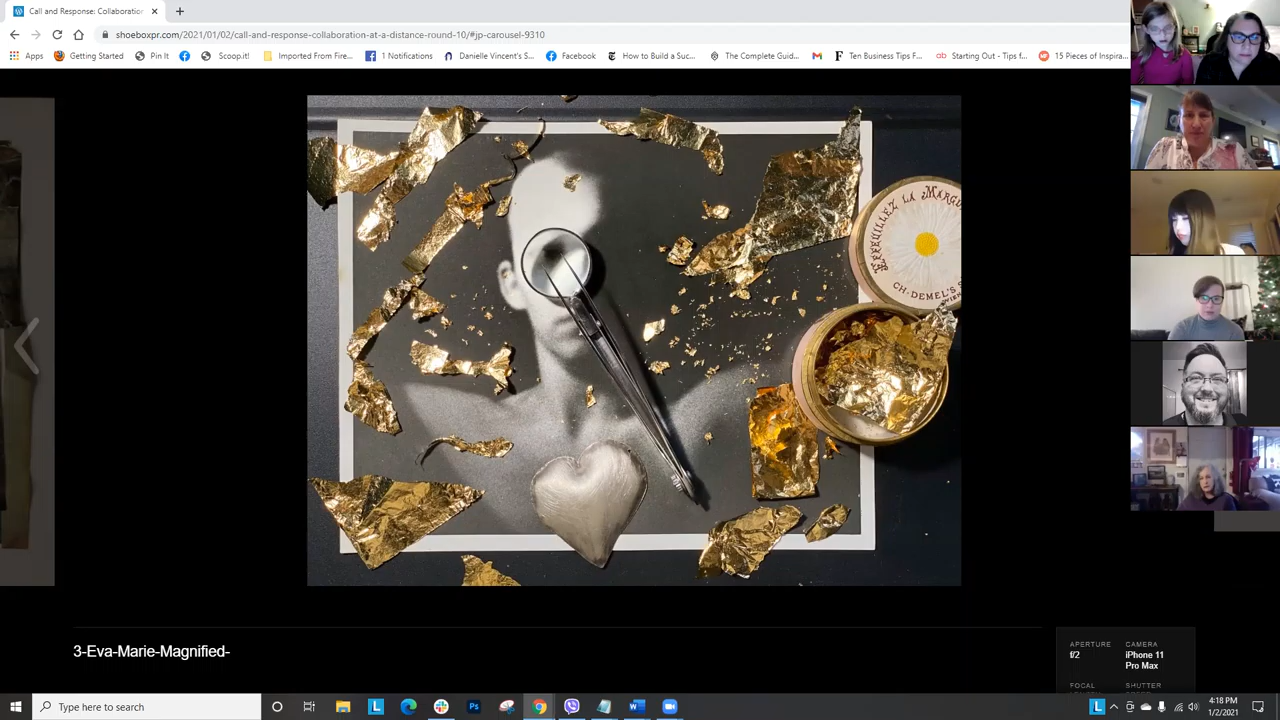 Call and Response: Collaboratio
shoeboxpr.com/2021/01/02/call-and-response-collaboration-at-a-distance-round-10/#jp-carousel-9310
Apps Getting Started Pin It Scoop.it! Imported From Fire... 1 Notifications Danielle Vincent's S... Facebook How to Build a Suc... The Complete Guid... Ten Business Tips F... Starting Out - Tips f... 15 Pieces of Inspira...
CH. DEMEL'S
3-Eva-Marie-Magnified-
APERTURE CAMERA
f/2 iPhone 11
Pro Max
FOCAL SHUTTER
Type here to search
4:18 PM
1/2/2021